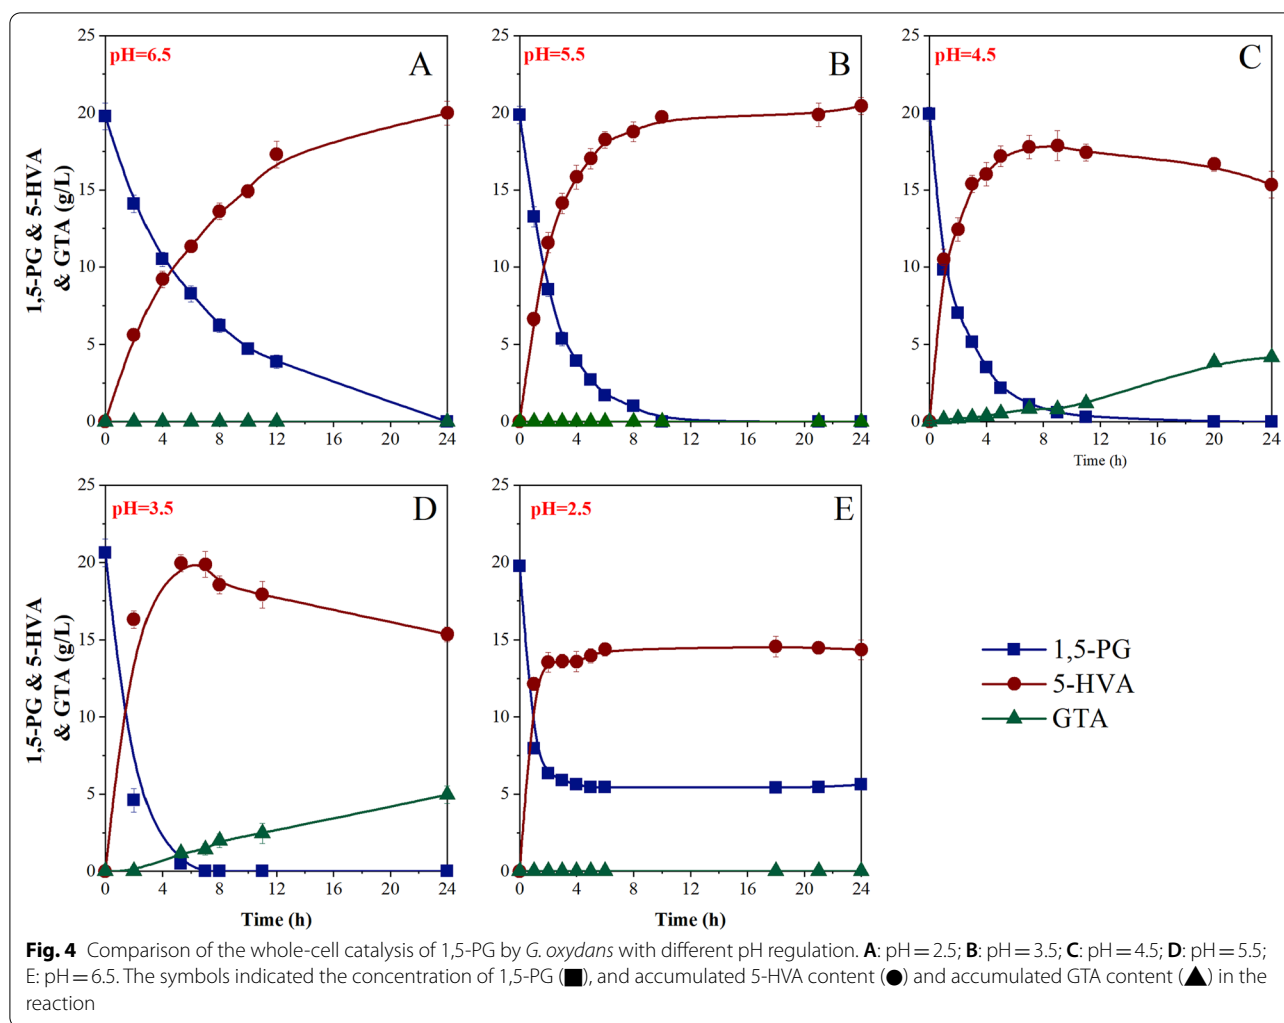 pH=6.5
A
25
20
15
10
5
0
0 4 8 12 16 20 24
1,5-PG & 5-HVA
& GTA (g/L)
pH=5.5
B
25
20
15
10
5
0
0 4 8 12 16 20 24
pH=4.5
C
25
20
15
10
5
0
0 4 8 12 16 20 24
Time (h)
pH=3.5
D
25
20
15
10
5
0
0 4 8 12 16 20 24
1,5-PG & 5-HVA
& GTA (g/L)
Time (h)
pH=2.5
E
25
20
15
10
5
0
0 4 8 12 16 20 24
Time (h)
1,5-PG
5-HVA
GTA
Fig. 4 Comparison of the whole-cell catalysis of 1,5-PG by G. oxydans with different pH regulation. A: pH = 2.5; B: pH = 3.5; C: pH = 4.5; D: pH = 5.5;
E: pH = 6.5. The symbols indicated the concentration of 1,5-PG (■), and accumulated 5-HVA content (●) and accumulated GTA content (▲) in the
reaction